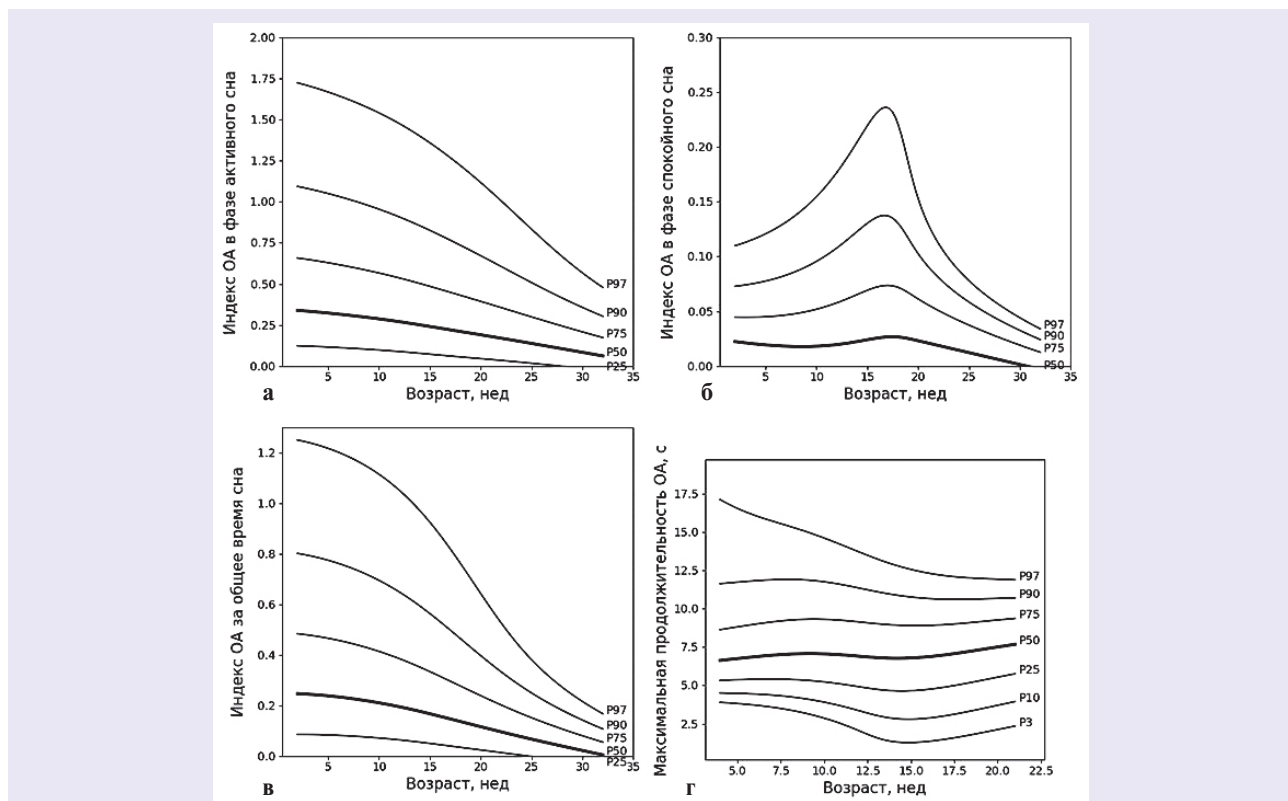 Индекс ОА в фазе активного сна
2.00
1.75
1.50
1.25
1.00
0.75
0.50
0.25
0.00
P97
P90
P75
P50
P25
5 10 15 20 25 30 35
Возраст, нед
а
Индекс ОА в фазе спокойного сна
0.30
0.25
0.20
0.15
0.10
0.05
0.00
P97
P90
P75
P50
5 10 15 20 25 30 35
Возраст, нед
б
Индекс ОА за общее время сна
1.2
1.0
0.8
0.6
0.4
0.2
0.0
P97
P90
P75
P50
P25
5 10 15 20 25 30 35
Возраст, нед
в
Максимальная продолжительность ОА, с
17.5
15.0
12.5
10.0
7.5
5.0
2.5
P97
P90
P75
P50
P25
P10
P3
5.0 7.5 10.0 12.5 15.0 17.5 20.0 22.5
Возраст, нед
г